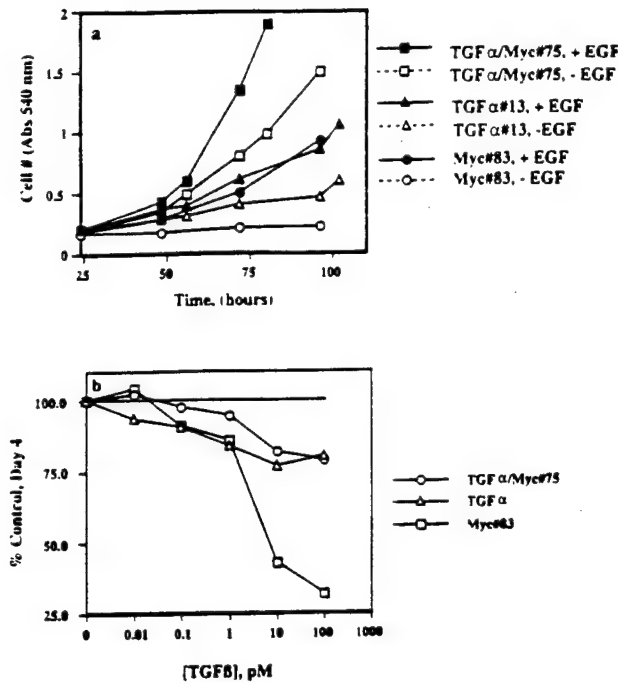 a
2
1.5
1
0.5
0
Cell # (Abs 540 nm)
25
50
75
100
Time, (hours)
TGFα/Myc#75, + EGF
TGFα/Myc#75, - EGF
TGFα#13, + EGF
TGFα#13, -EGF
Myc#83, + EGF
Myc#83, - EGF
b
100.0
75.0
50.0
25.0
% Control, Day 4
0
0.01
0.1
1
10
100
1000
[TGFß], pM
TGFα/Myc#75
TGFα
Myc#83